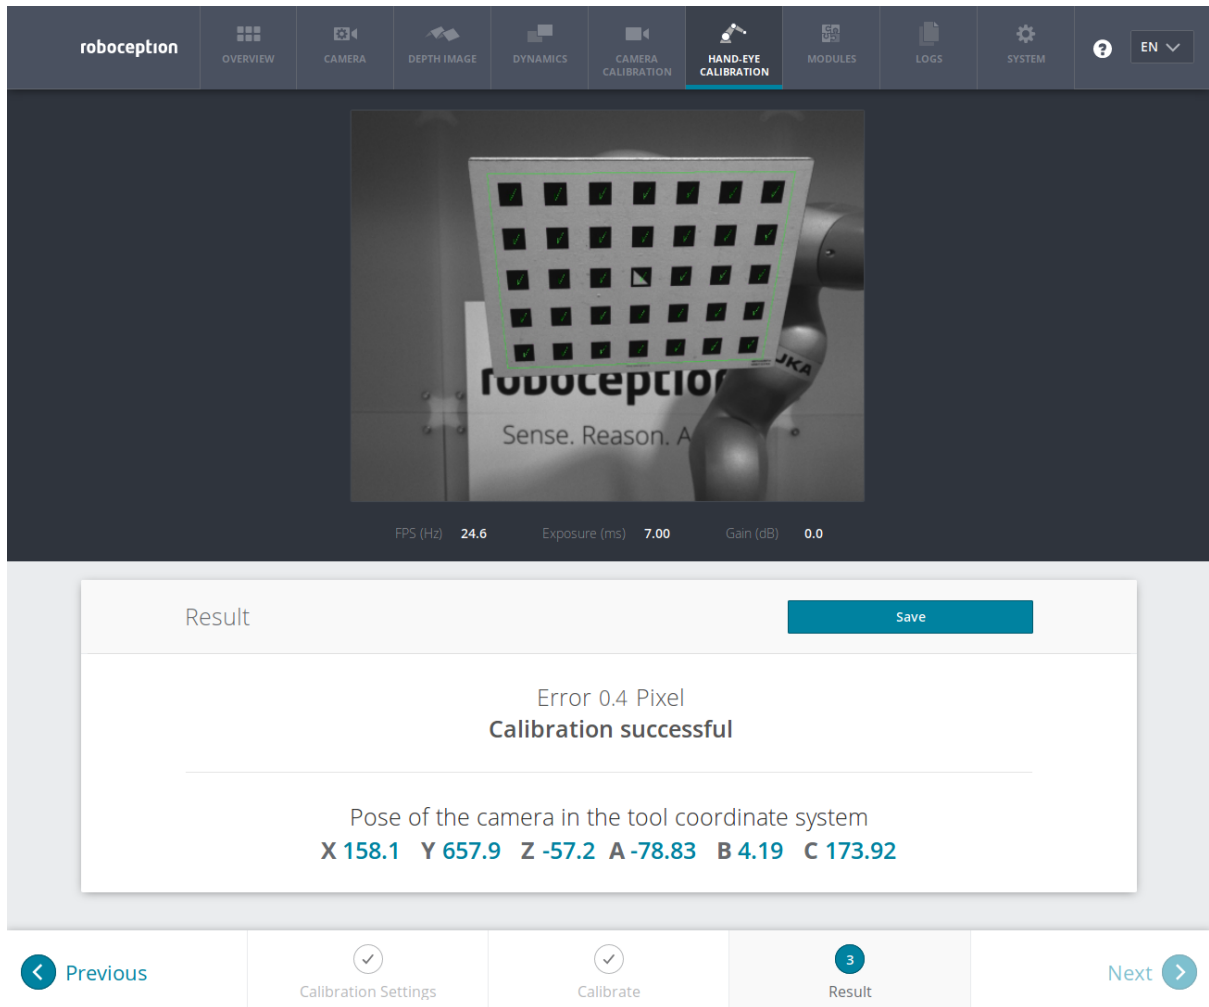 roboception
OVERVIEW
CAMERA
DEPTH IMAGE
DYNAMICS
CAMERA
CALIBRATION
HAND-EYE
CALIBRATION
MODULES
LOGS
SYSTEM
?
EN
KA
roboception
Sense. Reason. A
FPS (Hz) 24.6 Exposure (ms) 7.00 Gain (dB) 0.0
Result
Save
Error 0.4 Pixel
Calibration successful
Pose of the camera in the tool coordinate system
X 158.1 Y 657.9 Z -57.2 A -78.83 B 4.19 C 173.92
Previous
Calibration Settings
Calibrate
3
Result
Next